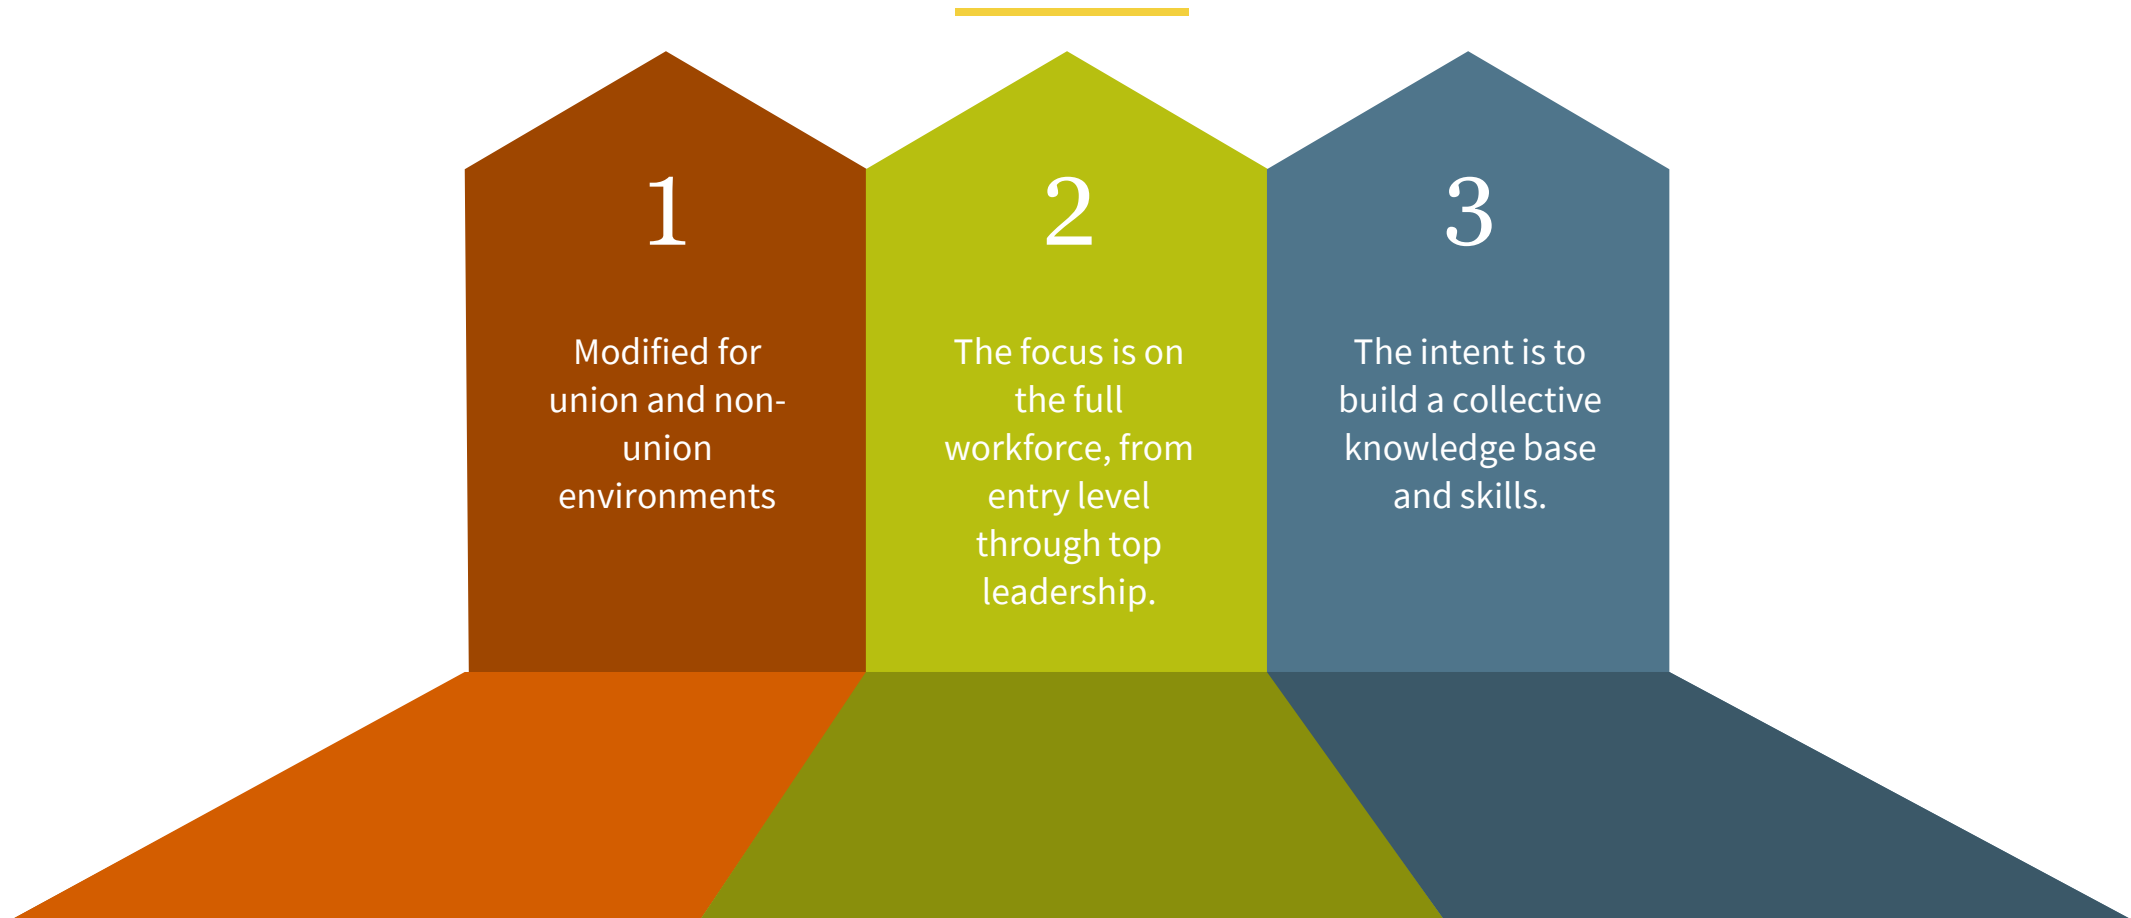 1
Modified for
union and non-
union
environments
2
The focus is on
the full
workforce, from
entry level
through top
leadership.
3
The intent is to
build a collective
knowledge base
and skills.